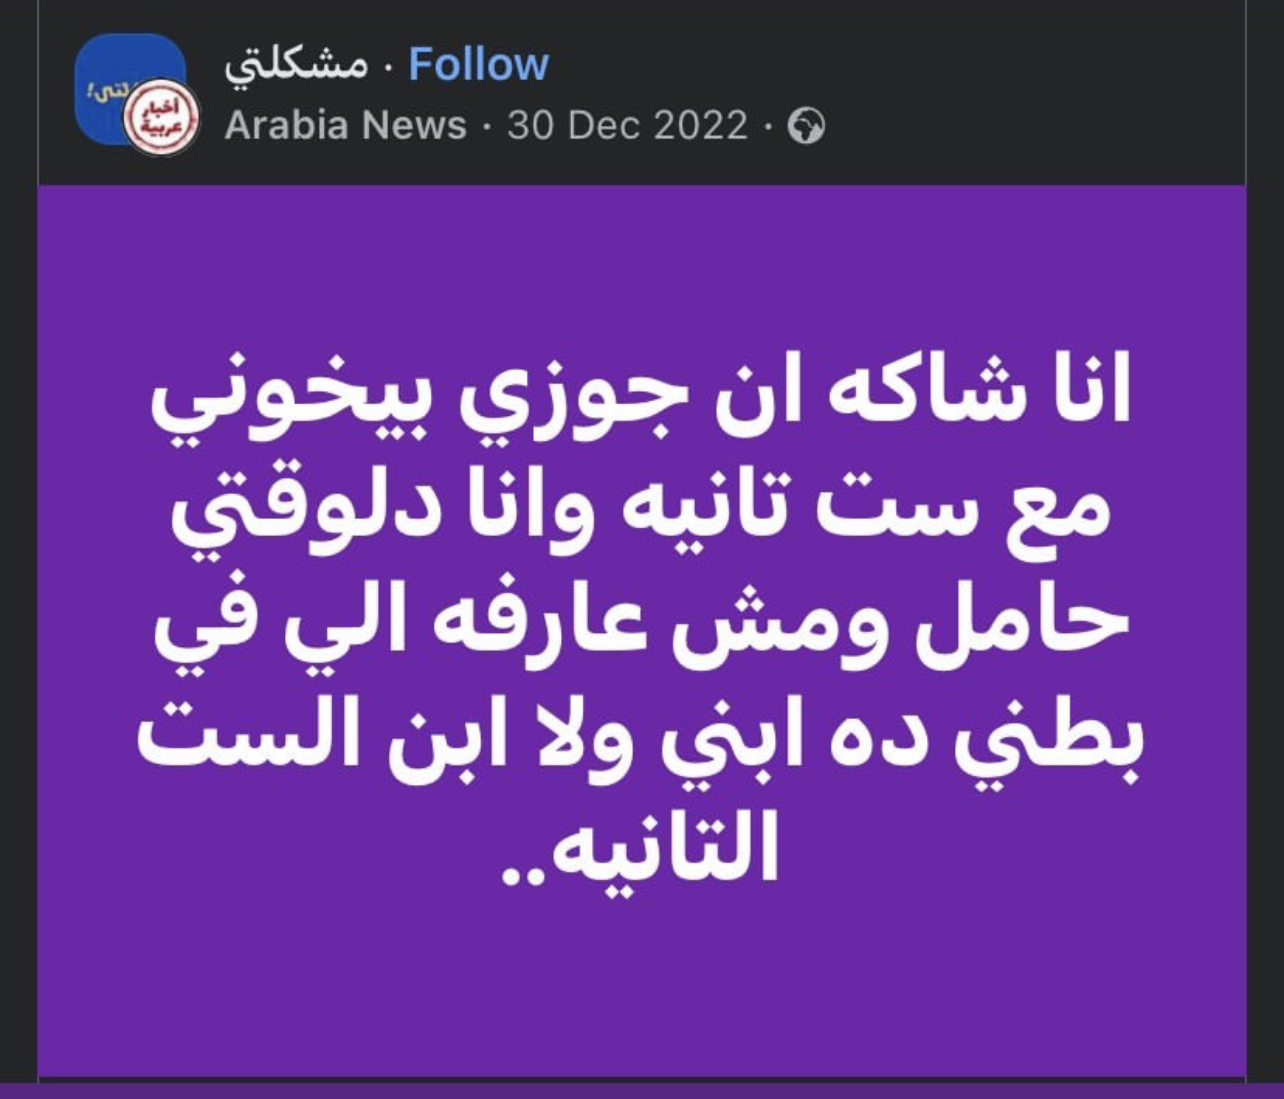 مشكلتي · Follow
Arabia News · 30 Dec 2022 ·
أخبار
عربية
انا شاكه ان جوزي بيخوني
مع ست تانيه وانا دلوقتي
حامل ومش عارفه الي في
بطني ده ابني ولا ابن الست
التانيه..